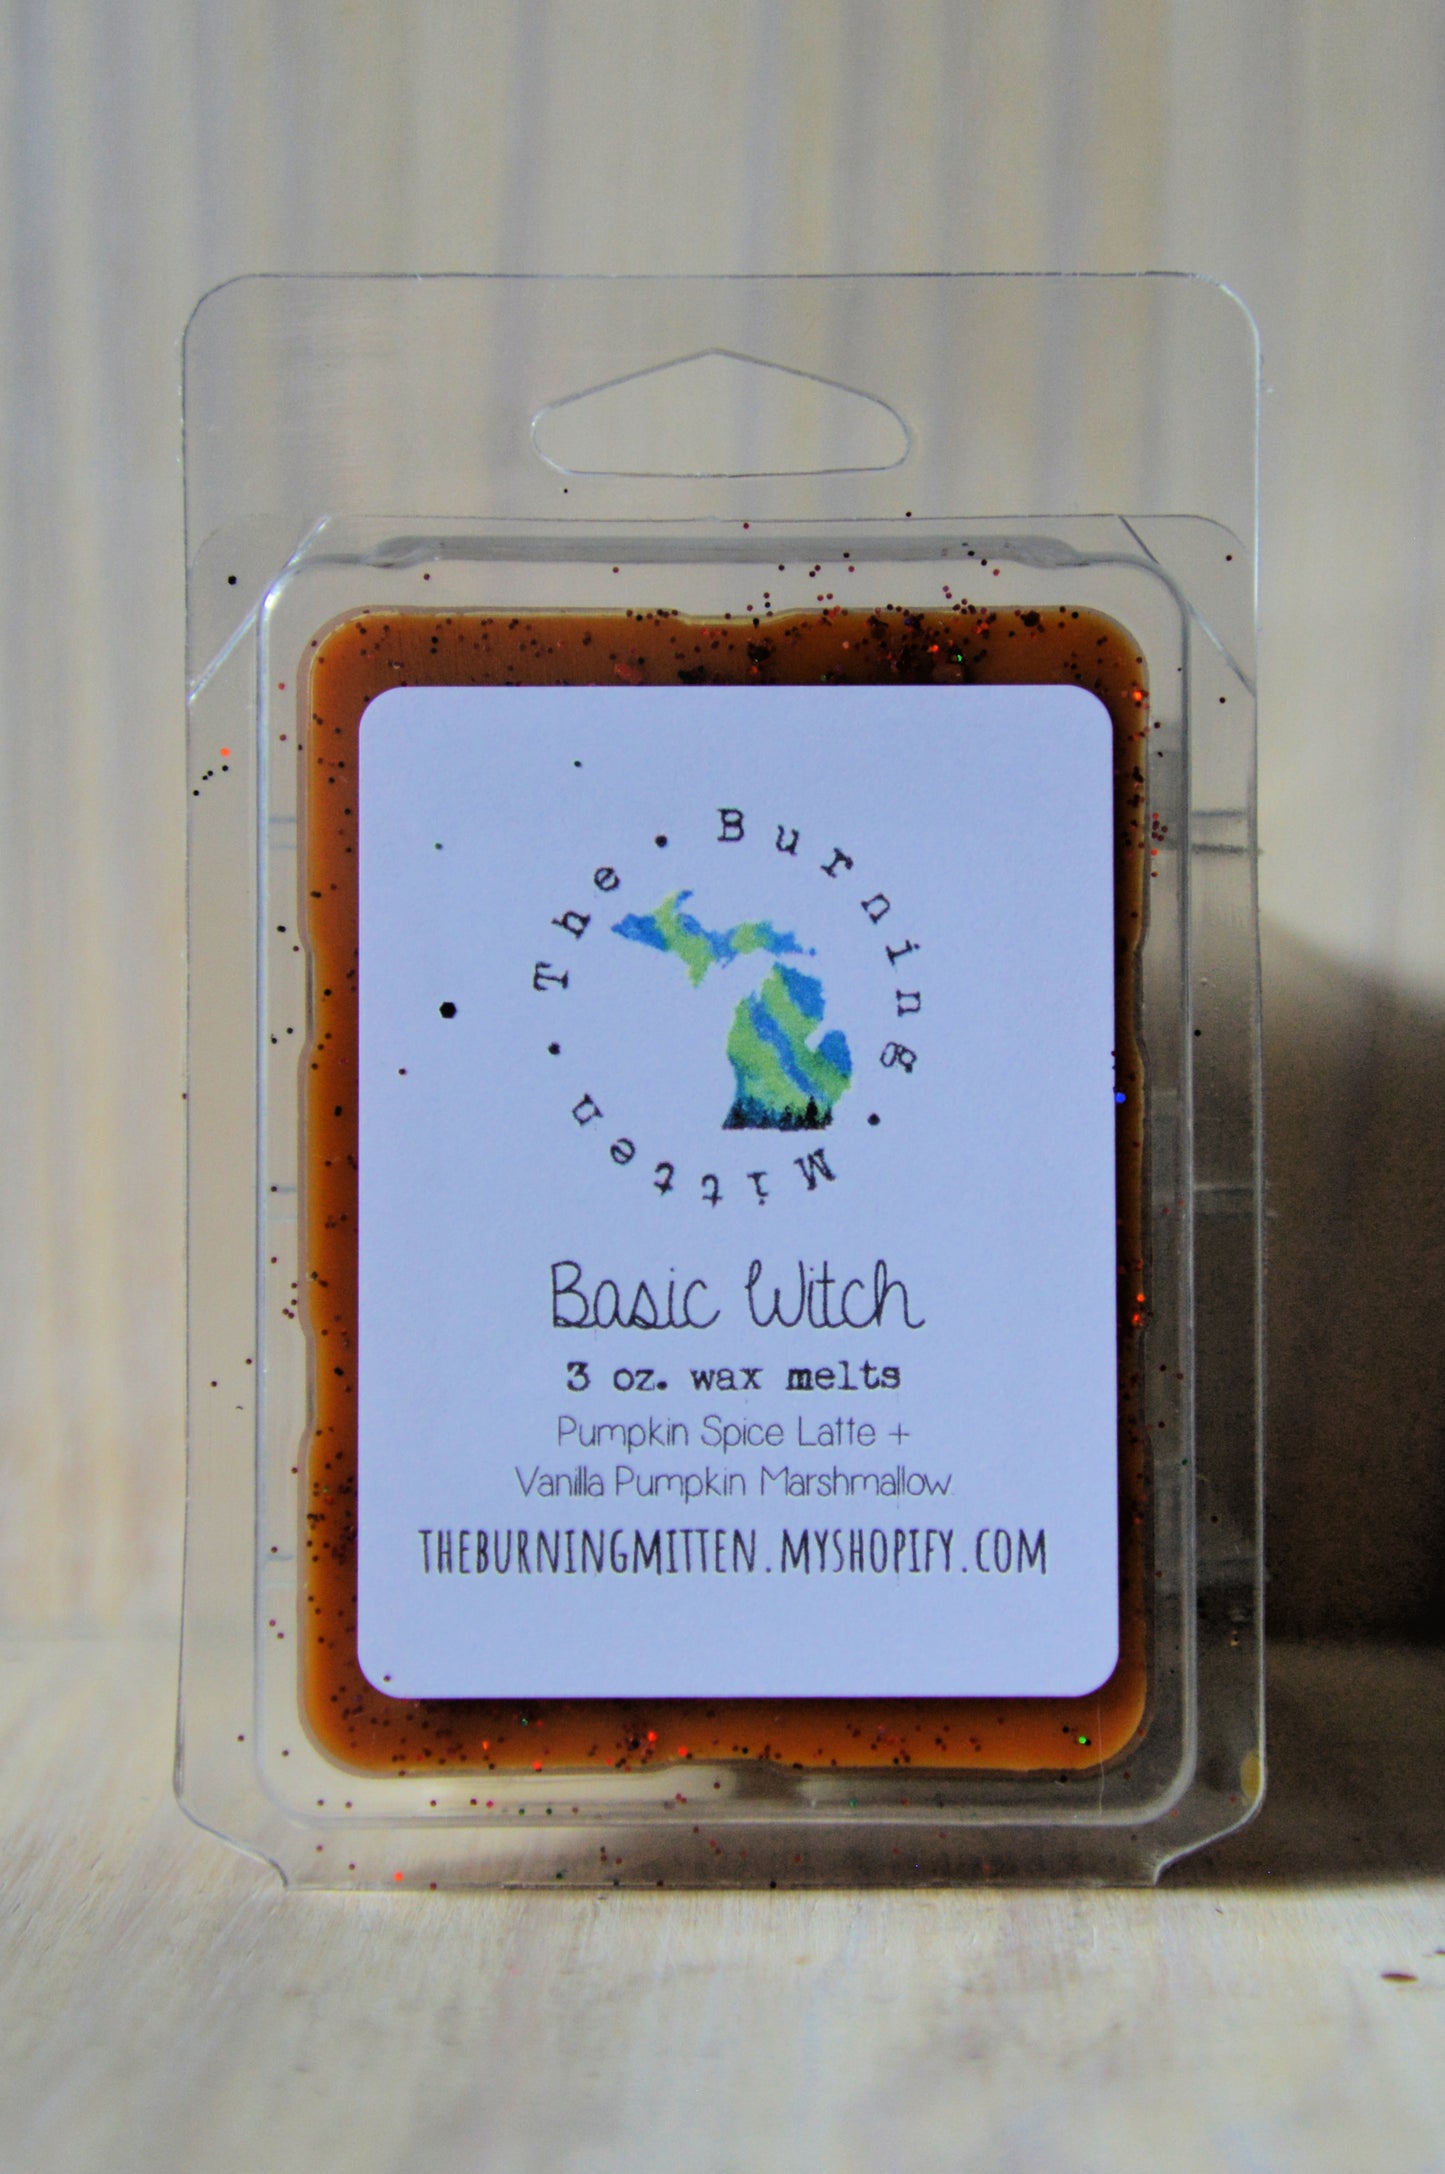 The • Burning • Mitten •
Basic Witch
3 oz. wax melts
Pumpkin Spice Latte +
Vanilla Pumpkin Marshmallow
THEBURNINGMITTEN.MYSHOPIFY.COM